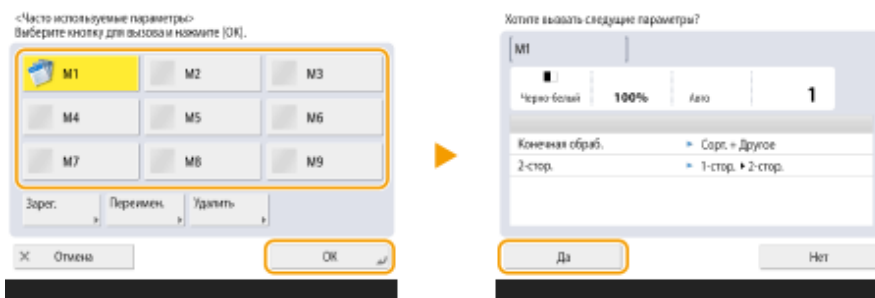 <Часто используемые параметры>
Выберите кнопку для вызова и нажмите [OK].
M1 M2 M3
M4 M5 M6
M7 M8 M9
Зарег. Переимен. Удалить
Отмена OK
Хотите вызвать следущие параметры?
M1
Черно-белый 100% Авто 1
Конечная обраб. Сорт. + Другое
2-стор. 1-стор. 2-стор.
Да Нет